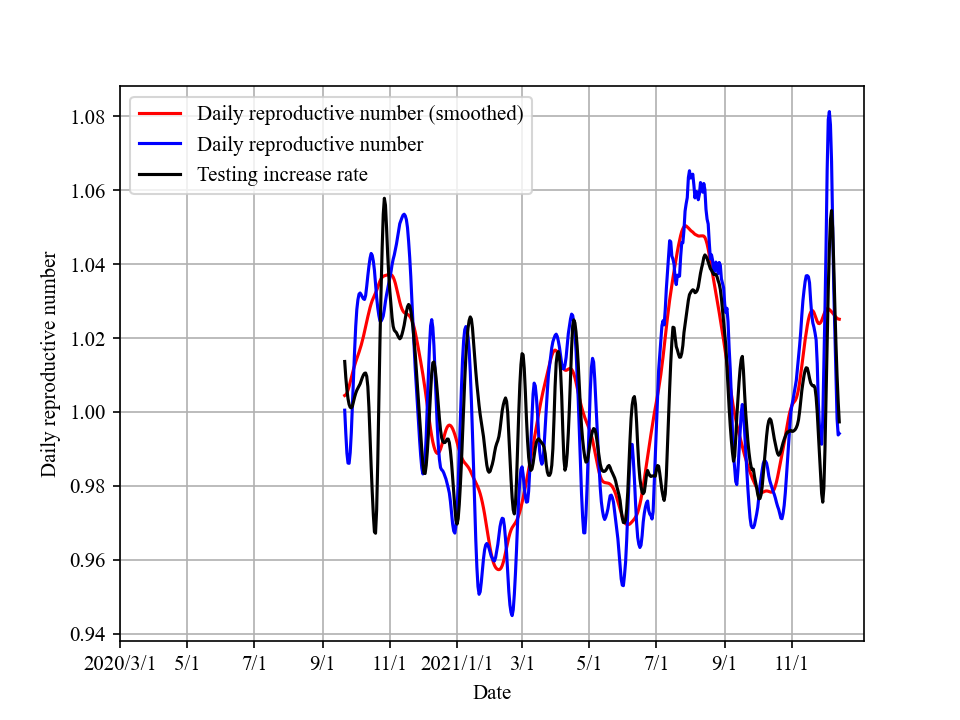 Daily reproductive number (smoothed)
Daily reproductive number
Testing increase rate
Daily reproductive number
1.08
1.06
1.04
1.02
1.00
0.98
0.96
0.94
2020/3/1 5/1 7/1 9/1 11/1 2021/1/1 3/1 5/1 7/1 9/1 11/1
Date